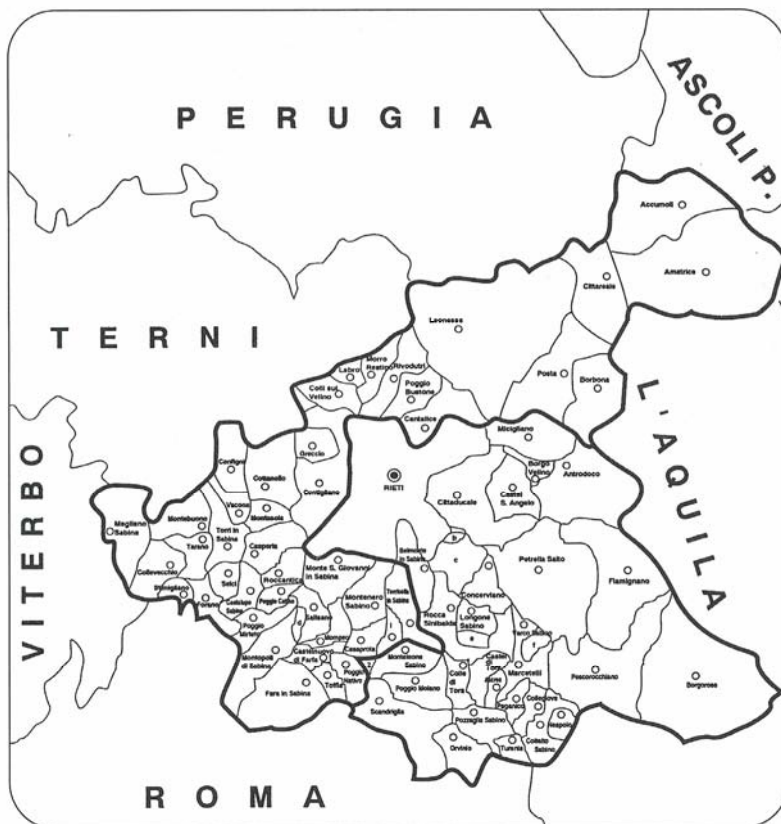 PERUGIA
ASCOLI P.
Accumoli
Amatrice
Cittareale
Leonessa
TERNI
Morro
Reatino
Rivodutri
Labro
Posta
Borbona
Colli sul
Velino
Poggio
Bustone
L'AQUILA
Cantalice
Micigliano
Greccio
VITERBO
Configni
Borgo
Velino
Antrodoco
Cottanello
RIETI
Contigliano
Cittaducale
Castel
S. Angelo
Vacone
Magliano
Sabina
Montebuono
Montasola
Torri in
Sabina
b
Tarano
Casperia
Belmonte
in Sabina
c
Petrella Salto
Monte S. Giovanni
in Sabina
Collevecchio
Fiamignano
Selci
Roccantica
Stimigliano
Concerviano
Forano
Poggio Catino
Montenero
Sabino
Torricella
in Sabina
Rocca
Sinibalda
Longone
Sabino
Salisano
d
Poggio
Mirteto
Varco Sabino
Mompeo
i
e
f
Casaprota
Montopoli
di Sabina
Castelnuovo
di Farfa
Monteleone
Sabino
Castel
di Tora
Colle
di Tora
Marcetelli
Poggio
Nativo
Toffia
Pescorocchiano
Borgorose
Fara in Sabina
Poggio Moiano
Ascrea
Paganico
Collegiove
Scandriglia
Pozzaglia Sabino
Nespolo
Orvinio
Turania
Collalto
Sabino
ROMA